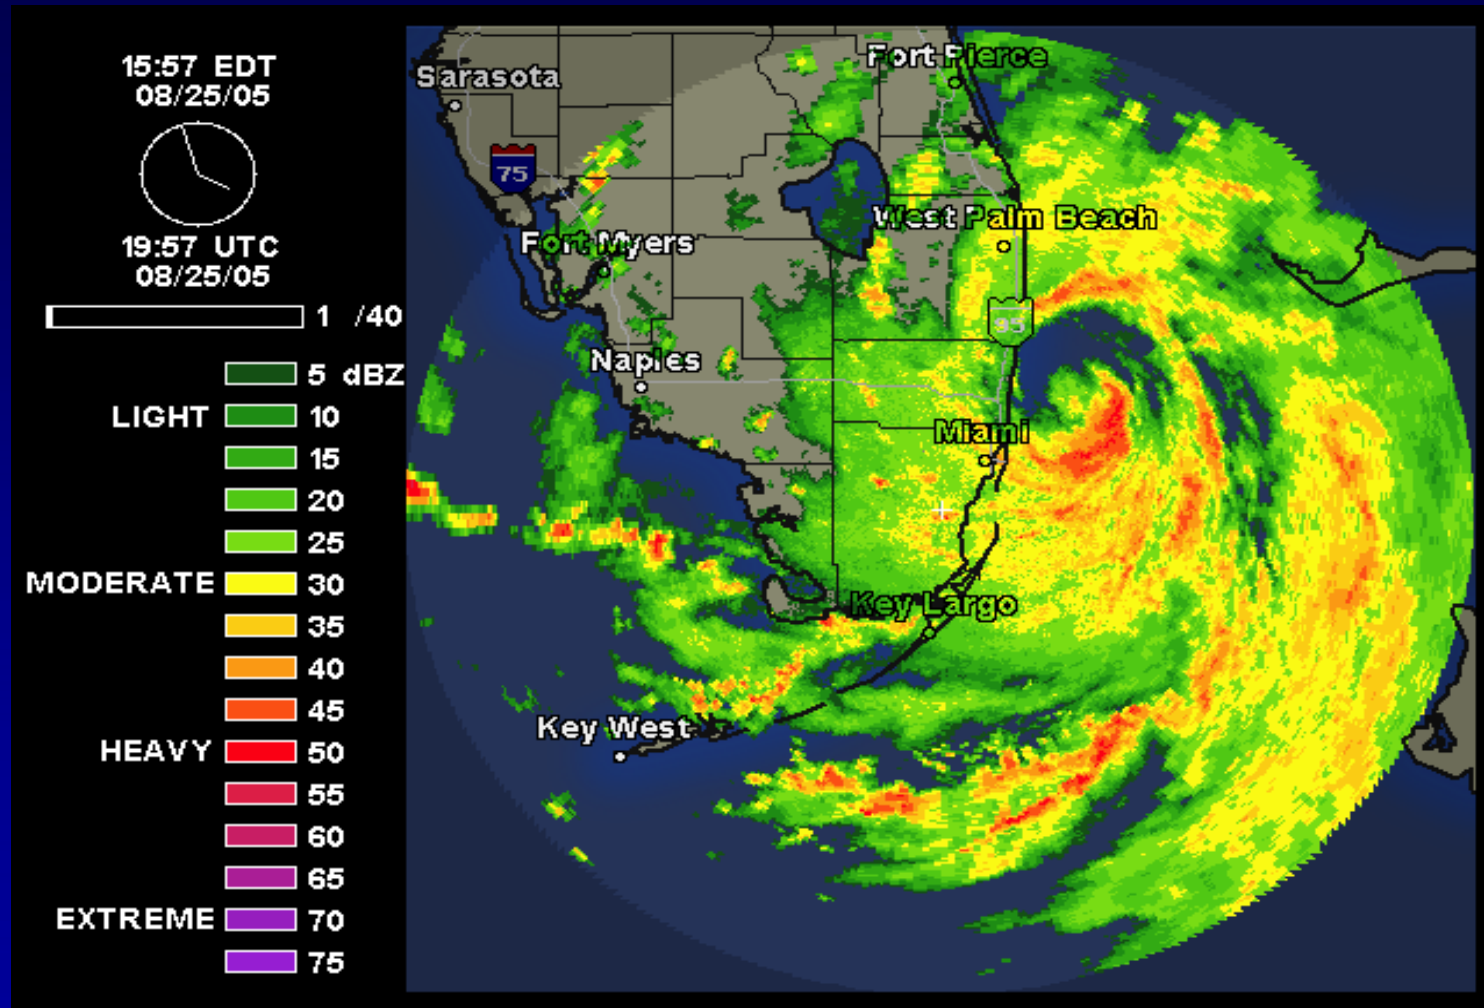 15:57 EDT
08/25/05
19:57 UTC
08/25/05
1 /40
5 dBZ
LIGHT 10
15
20
25
MODERATE 30
35
40
45
HEAVY 50
55
60
65
EXTREME 70
75
Fort Pierce
Sarasota
75
West Palm Beach
Fort Myers
95
Naples
Miami
Key Largo
Key West